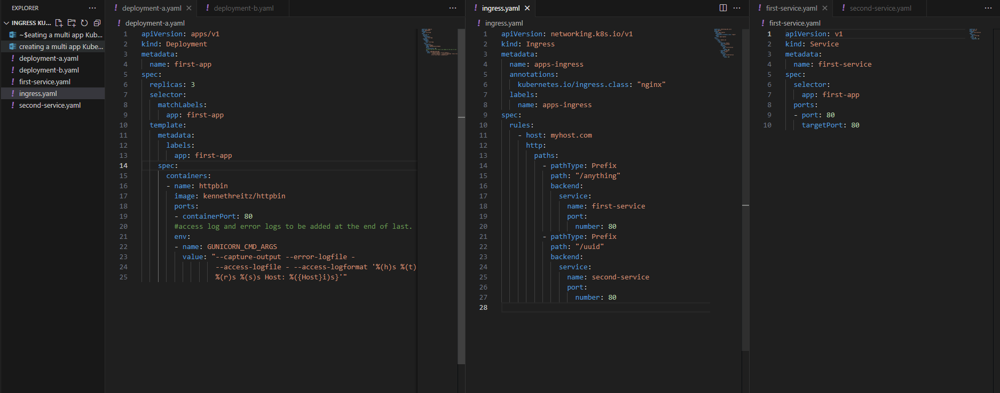 EXPLORER
INGRESS KU...
~$eating a multi app Kub...
creating a multi app Kube...
! deployment-a.yaml
! deployment-b.yaml
! first-service.yaml
! ingress.yaml
! second-service.yaml
! deployment-a.yaml
! deployment-b.yaml
! deployment-a.yaml
1 apiVersion: apps/v1
2 kind: Deployment
3 metadata:
4   name: first-app
5 spec:
6   replicas: 3
7   selector:
8     matchLabels:
9       app: first-app
10   template:
11     metadata:
12       labels:
13         app: first-app
14     spec:
15       containers:
16       - name: httpbin
17         image: kennethreitz/httpbin
18         ports:
19         - containerPort: 80
20         #access log and error logs to be added at the end of last.
21         env:
22         - name: GUNICORN_CMD_ARGS
23           value: "--capture-output --error-logfile -
24                   --access-logfile - --access-logformat '%(h)s %(t)
25                   %(r)s %(s)s Host: %({Host}i)s}'"
! ingress.yaml
! ingress.yaml
1 apiVersion: networking.k8s.io/v1
2 kind: Ingress
3 metadata:
4   name: apps-ingress
5   annotations:
6     kubernetes.io/ingress.class: "nginx"
7   labels:
8     name: apps-ingress
9 spec:
10   rules:
11     - host: myhost.com
12       http:
13         paths:
14           - pathType: Prefix
15             path: "/anything"
16             backend:
17               service:
18                 name: first-service
19                 port:
20                   number: 80
21           - pathType: Prefix
22             path: "/uuid"
23             backend:
24               service:
25                 name: second-service
26                 port:
27                   number: 80
28
! first-service.yaml
! second-service.yaml
! first-service.yaml
1 apiVersion: v1
2 kind: Service
3 metadata:
4   name: first-service
5 spec:
6   selector:
7     app: first-app
8   ports:
9   - port: 80
10     targetPort: 80